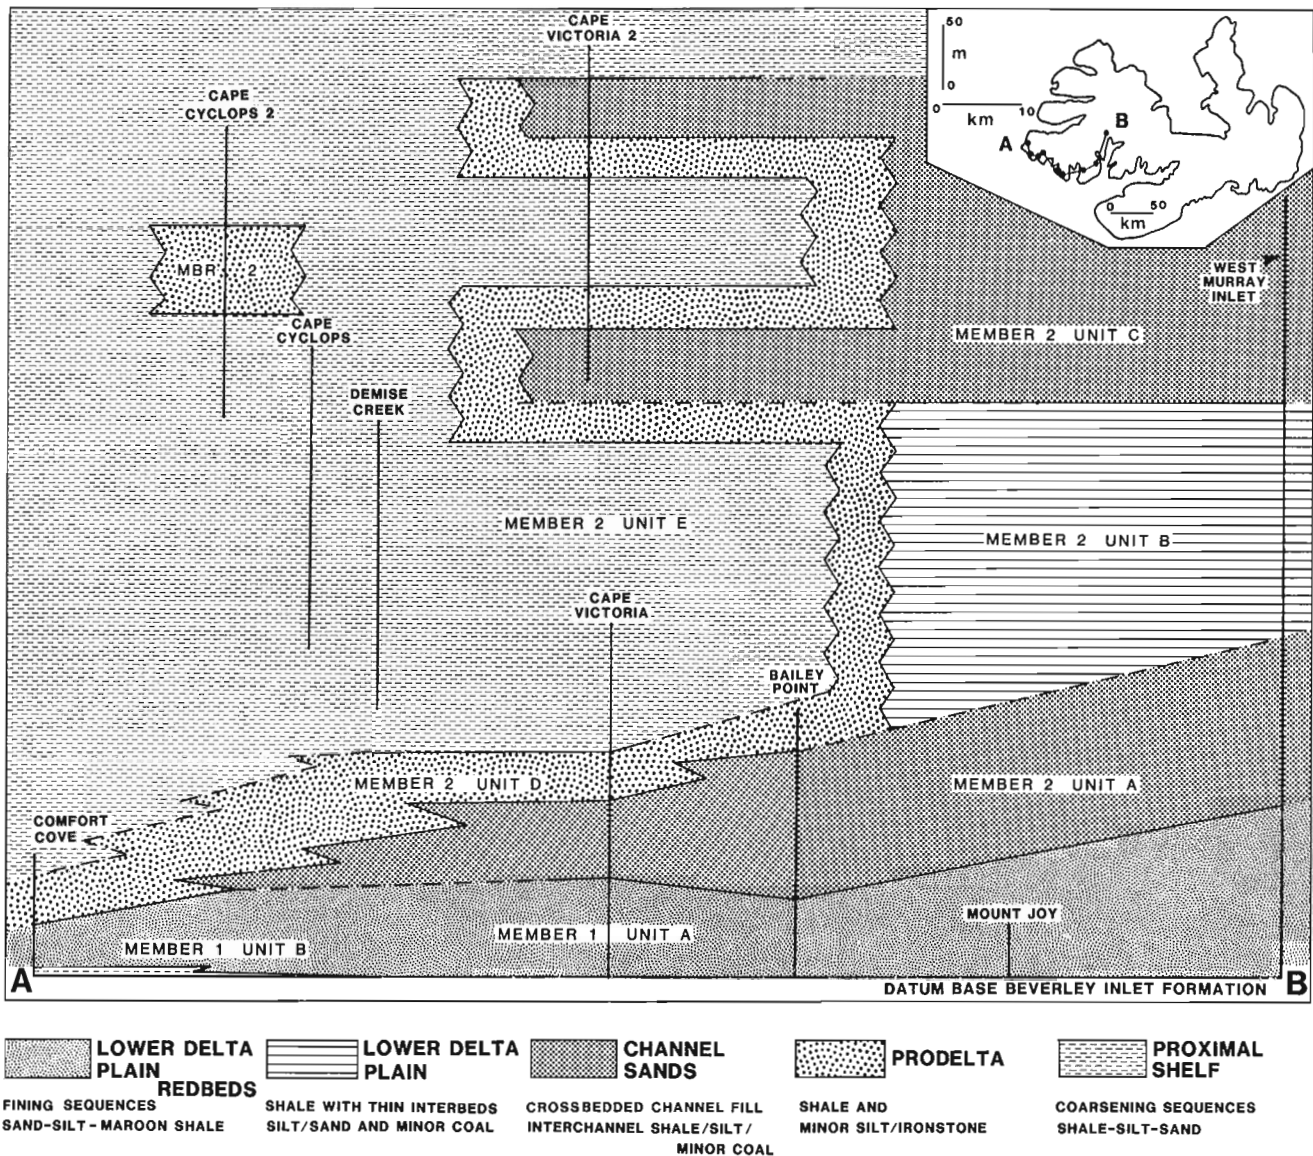 CAPE
VICTORIA 2
50
m
0
0
10
km
A
B
0 50
km
CAPE
CYCLOPS 2
MBR 2
WEST
MURRAY
INLET
CAPE
CYCLOPS
MEMBER 2 UNIT C
DEMISE
CREEK
MEMBER 2 UNIT E
MEMBER 2 UNIT B
CAPE
VICTORIA
BAILEY
POINT
MEMBER 2 UNIT D
MEMBER 2 UNIT A
COMFORT
COVE
MOUNT JOY
MEMBER 1 UNIT B
MEMBER 1 UNIT A
A
DATUM BASE BEVERLEY INLET FORMATION
B
LOWER DELTA
PLAIN
REDBEDS
FINING SEQUENCES
SAND-SILT-MAROON SHALE
LOWER DELTA
PLAIN
SHALE WITH THIN INTERBEDS
SILT/SAND AND MINOR COAL
CHANNEL
SANDS
CROSSBEDDED CHANNEL FILL
INTERCHANNEL SHALE/SILT/
MINOR COAL
PRODELTA
SHALE AND
MINOR SILT/IRONSTONE
PROXIMAL
SHELF
COARSENING SEQUENCES
SHALE-SILT-SAND